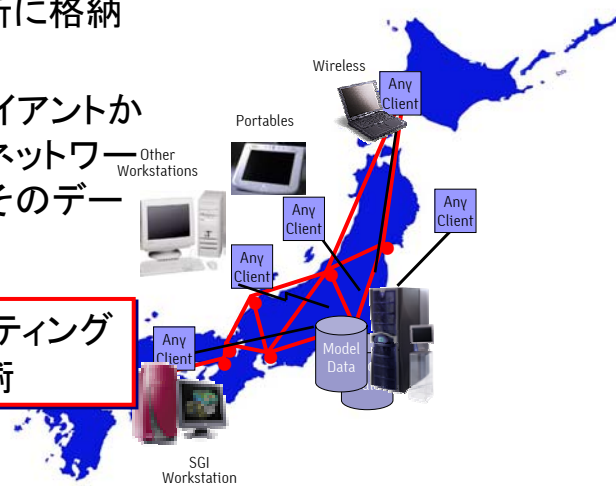 所に格納
イアントか
ネットワー
そのデー
ティング
術
Wireless
Any
Client
Portables
Other
Workstations
Any
Client
Any
Client
Any
Client
Any
Client
Model
Data
SGI
Workstation